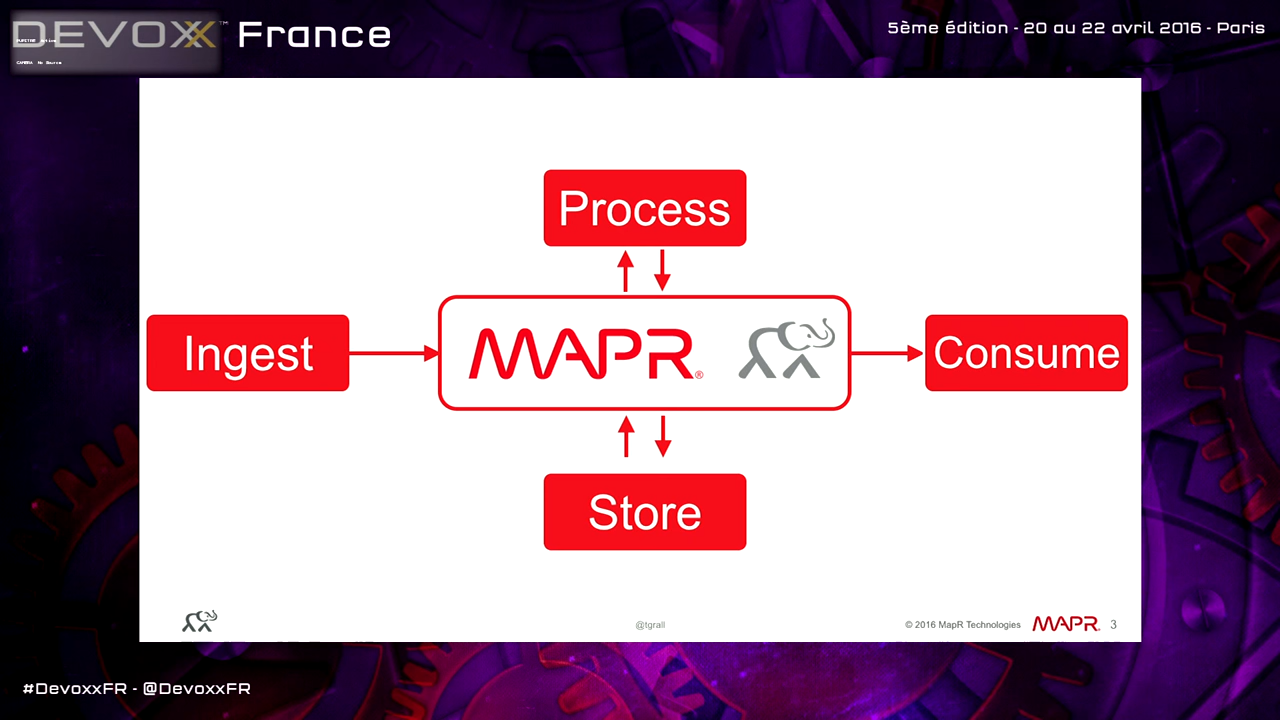 DEVOXX™ France
5ème édition - 20 au 22 avril 2016 - Paris
Process
Ingest
MAPR®
Consume
Store
@tgrall
© 2016 MapR Technologies MAPR® 3
#DevoxxFR - @DevoxxFR